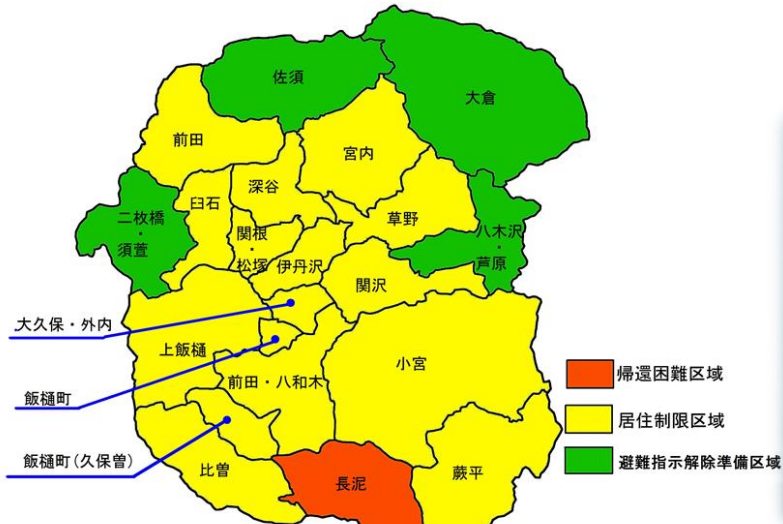 佐須
大倉
前田
宮内
深谷
臼石
草野
二枚橋
・
須萱
関根
・
松塚
八木沢
・
芦原
伊丹沢
関沢
大久保・外内
上飯樋
小宮
前田・八和木
飯樋町
飯樋町(久保曽)
比曽
長泥
蕨平
帰還困難区域
居住制限区域
避難指示解除準備区域